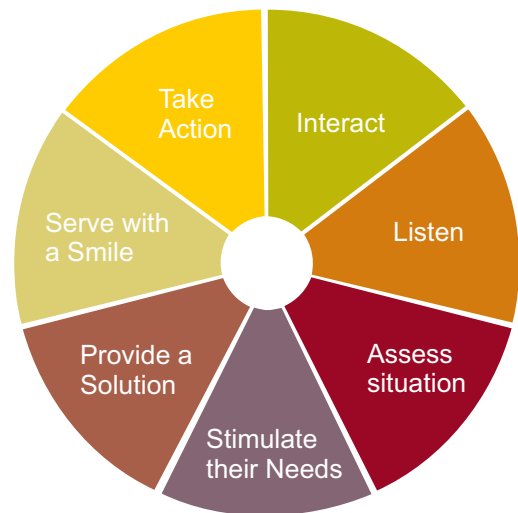 Interact
Listen
Assess
situation
Stimulate
their Needs
Provide a
Solution
Serve with
a Smile
Take
Action